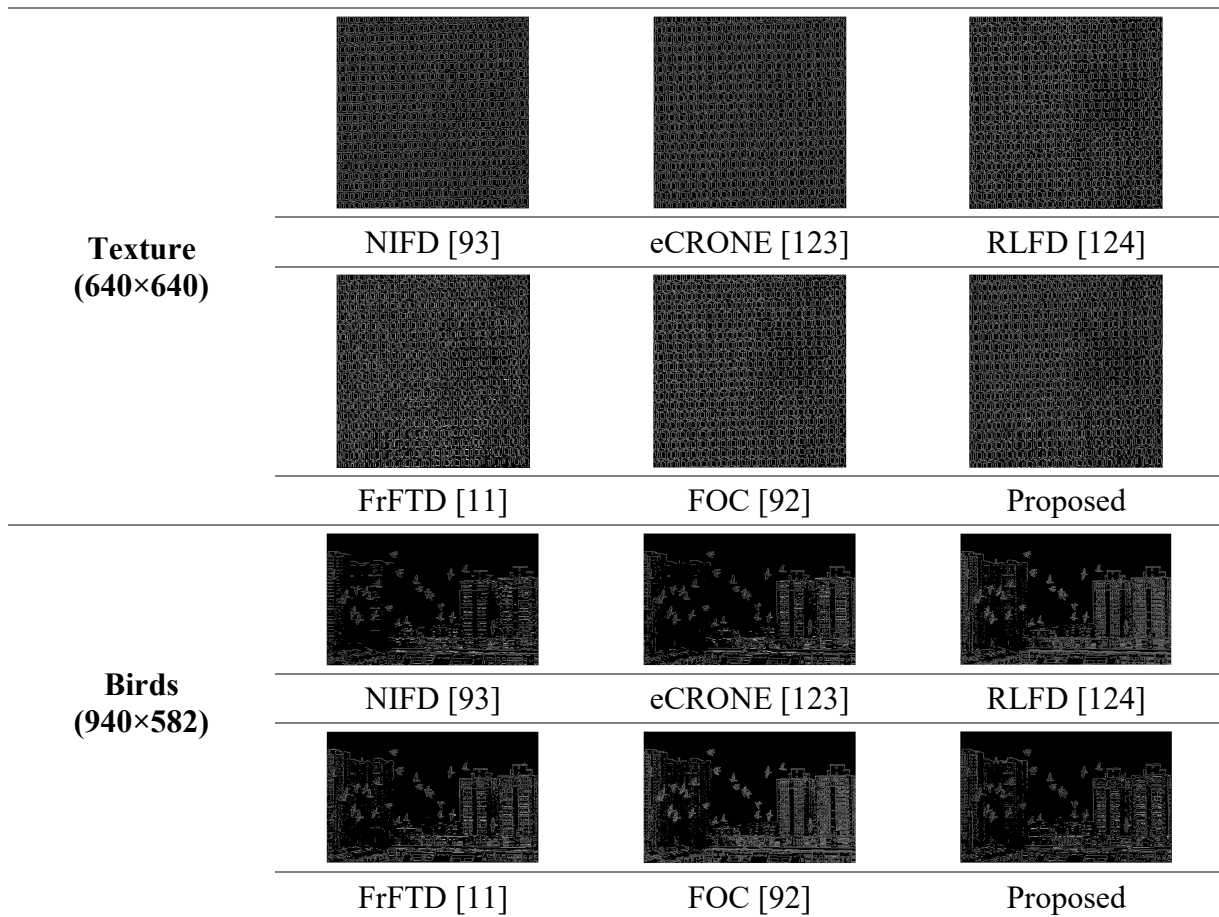 NIFD [93] eCRONE [123] RLFD [124]
Texture
(640×640)
FrFTD [11] FOC [92] Proposed
NIFD [93] eCRONE [123] RLFD [124]
Birds
(940×582)
FrFTD [11] FOC [92] Proposed